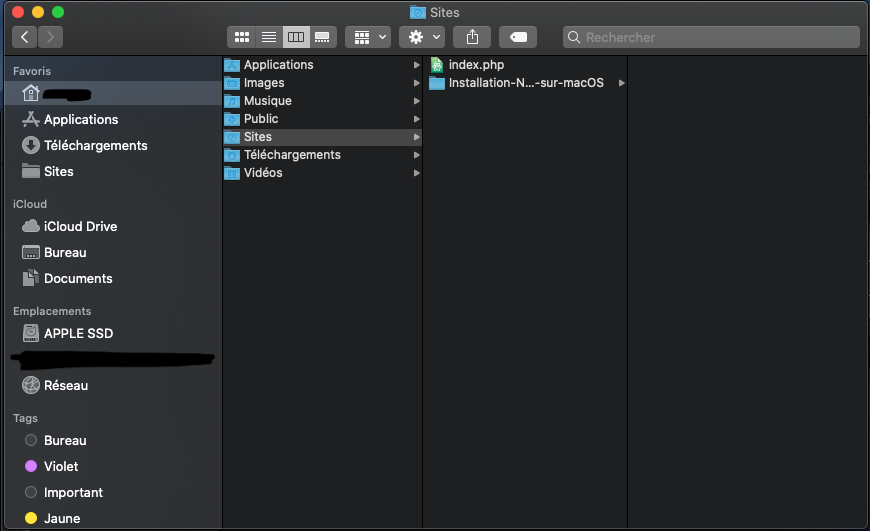 Sites
Rechercher
Favoris
Applications
Téléchargements
Sites
iCloud
iCloud Drive
Bureau
Documents
Emplacements
APPLE SSD
Réseau
Tags
Bureau
Violet
Important
Jaune
Applications
Images
Musique
Public
Sites
Téléchargements
Vidéos
index.php
Installation-N...-sur-macOS